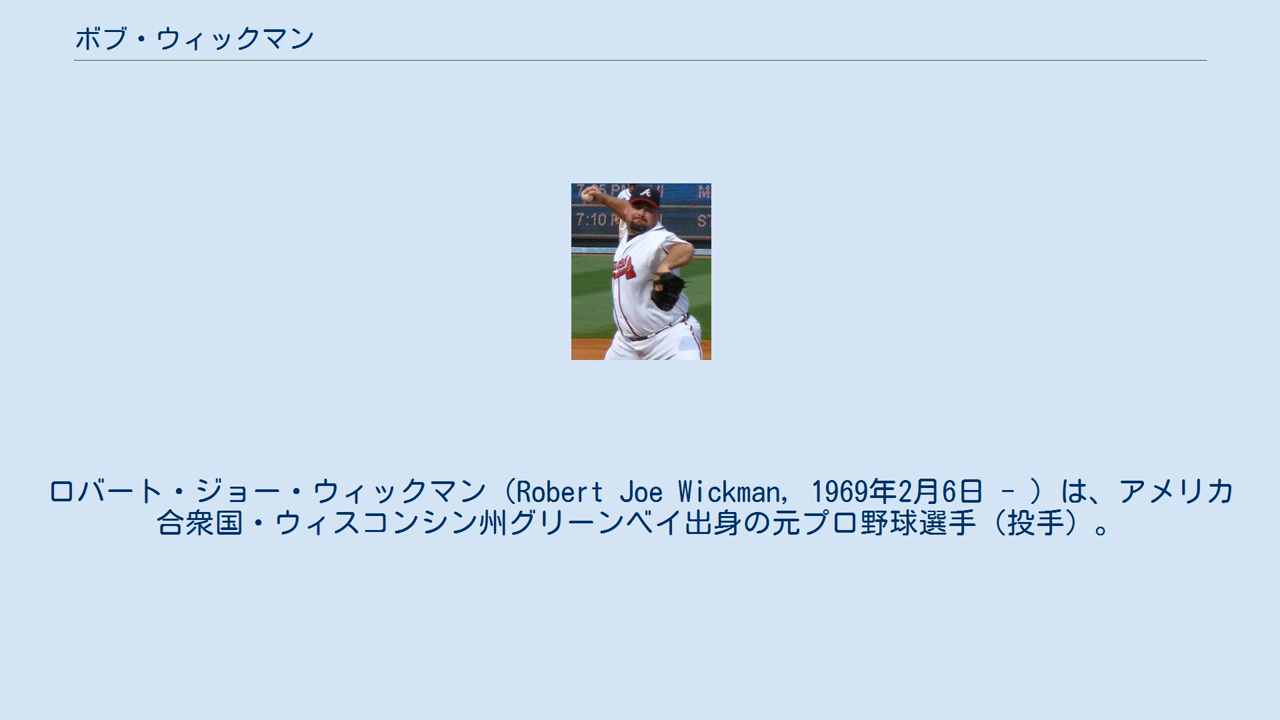 ボブ・ウィックマン
7:10
ロバート・ジョー・ウィックマン（Robert Joe Wickman, 1969年2月6日 - ）は、アメリカ
合衆国・ウィスコンシン州グリーンベイ出身の元プロ野球選手（投手）。